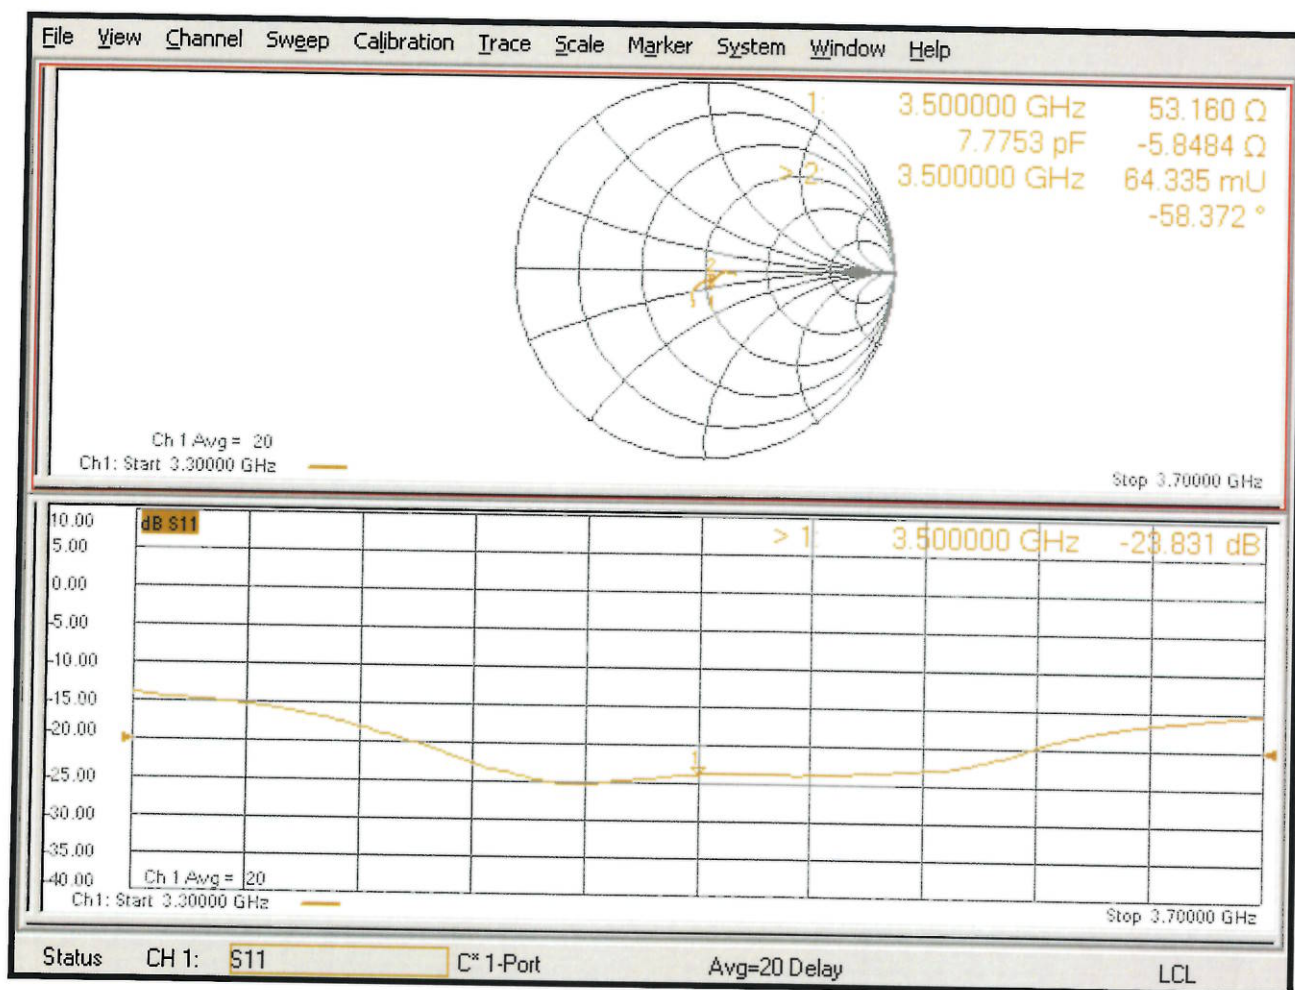 File View Channel Sweep Calibration Trace Scale Marker System Window Help
1: 3.500000 GHz 53.160 Ω
7.7753 pF -5.8484 Ω
> 2: 3.500000 GHz 64.335 mU
-58.372 °
2
1
Ch 1 Avg = 20
Ch1: Start 3.30000 GHz
Stop 3.70000 GHz
10.00
dB S11
> 1: 3.500000 GHz -23.831 dB
5.00
0.00
-5.00
-10.00
-15.00
-20.00
1
-25.00
-30.00
-35.00
-40.00
Ch 1 Avg = 20
Ch1: Start 3.30000 GHz
Stop 3.70000 GHz
Status CH 1: S11 C* 1-Port Avg=20 Delay LCL